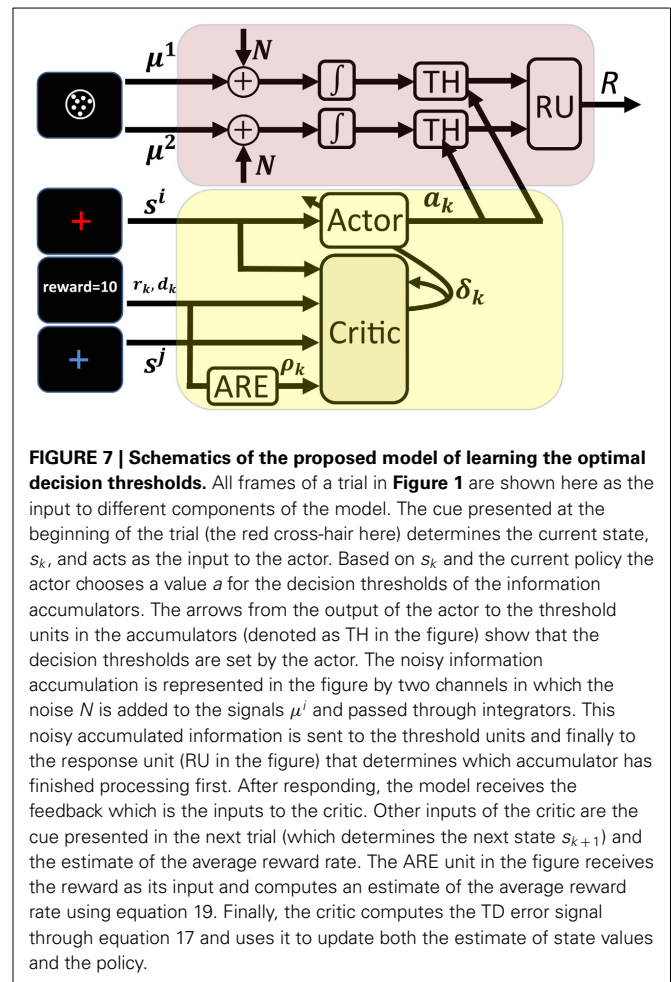 μ¹
N
+
∫
TH
RU
R
μ²
+
N
∫
TH
sⁱ
Actor
a_k
reward=10
r_k, d_k
Critic
δ_k
sʲ
ARE
ρ_k
FIGURE 7 | Schematics of the proposed model of learning the optimal
decision thresholds. All frames of a trial in Figure 1 are shown here as the
input to different components of the model. The cue presented at the
beginning of the trial (the red cross-hair here) determines the current state,
s_k, and acts as the input to the actor. Based on s_k and the current policy the
actor chooses a value a for the decision thresholds of the information
accumulators. The arrows from the output of the actor to the threshold
units in the accumulators (denoted as TH in the figure) show that the
decision thresholds are set by the actor. The noisy information
accumulation is represented in the figure by two channels in which the
noise N is added to the signals μⁱ and passed through integrators. This
noisy accumulated information is sent to the threshold units and finally to
the response unit (RU in the figure) that determines which accumulator has
finished processing first. After responding, the model receives the
feedback which is the inputs to the critic. Other inputs of the critic are the
cue presented in the next trial (which determines the next state s_{k+1}) and
the estimate of the average reward rate. The ARE unit in the figure receives
the reward as its input and computes an estimate of the average reward
rate using equation 19. Finally, the critic computes the TD error signal
through equation 17 and uses it to update both the estimate of state values
and the policy.